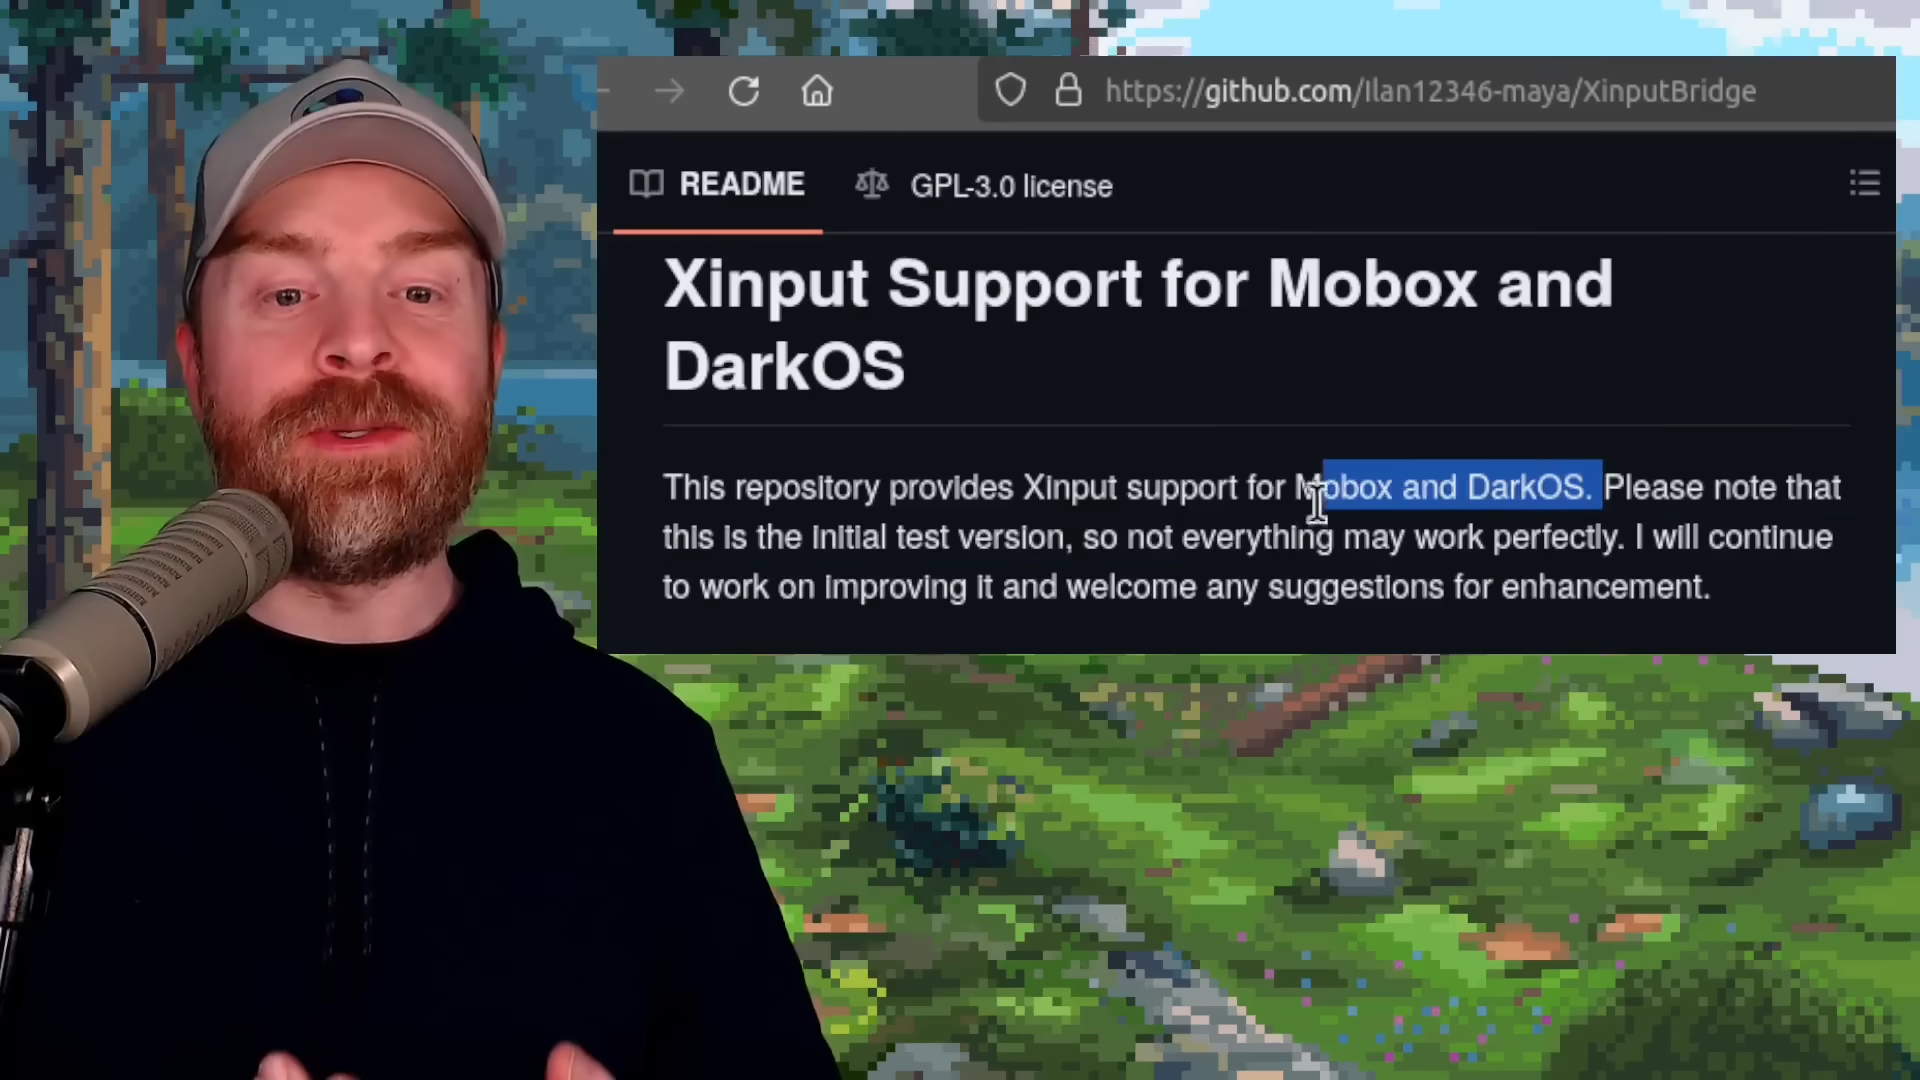 https://github.com/Ilan12346-maya/XinputBridge
README
GPL-3.0 license
Xinput Support for Mobox and
DarkOS
This repository provides Xinput support for Mobox and DarkOS. Please note that
this is the initial test version, so not everything may work perfectly. I will continue
to work on improving it and welcome any suggestions for enhancement.